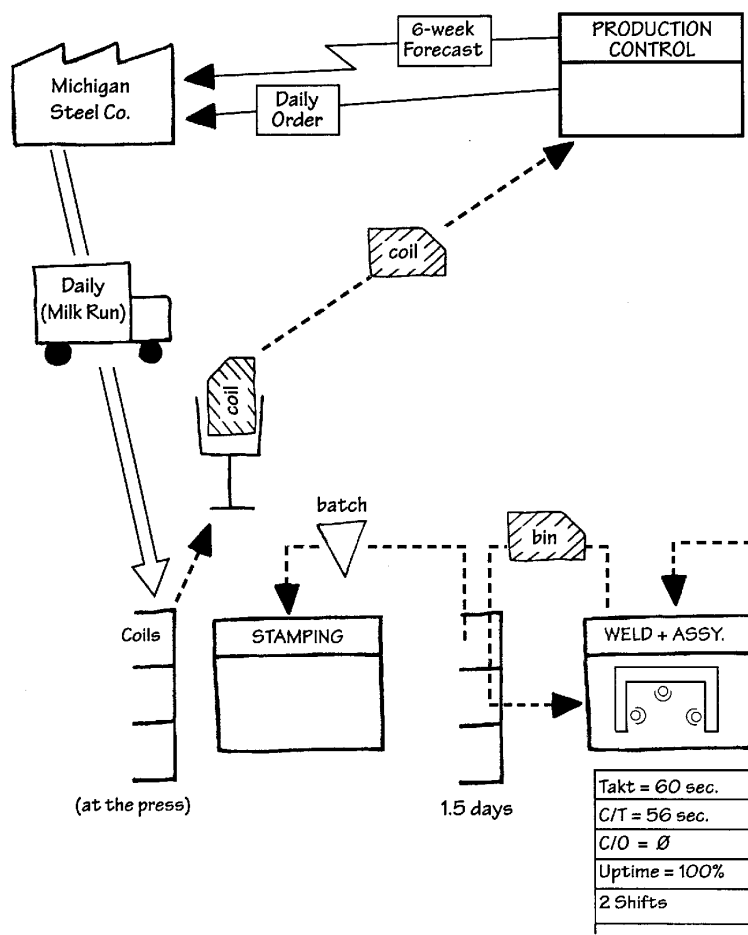 6-week
Forecast
PRODUCTION
CONTROL
Michigan
Steel Co.
Daily
Order
coil
Daily
(Milk Run)
coil
batch
bin
Coils
STAMPING
WELD + ASSY.
(at the press)
1.5 days
Takt = 60 sec.
C/T = 56 sec.
C/O = Ø
Uptime = 100%
2 Shifts